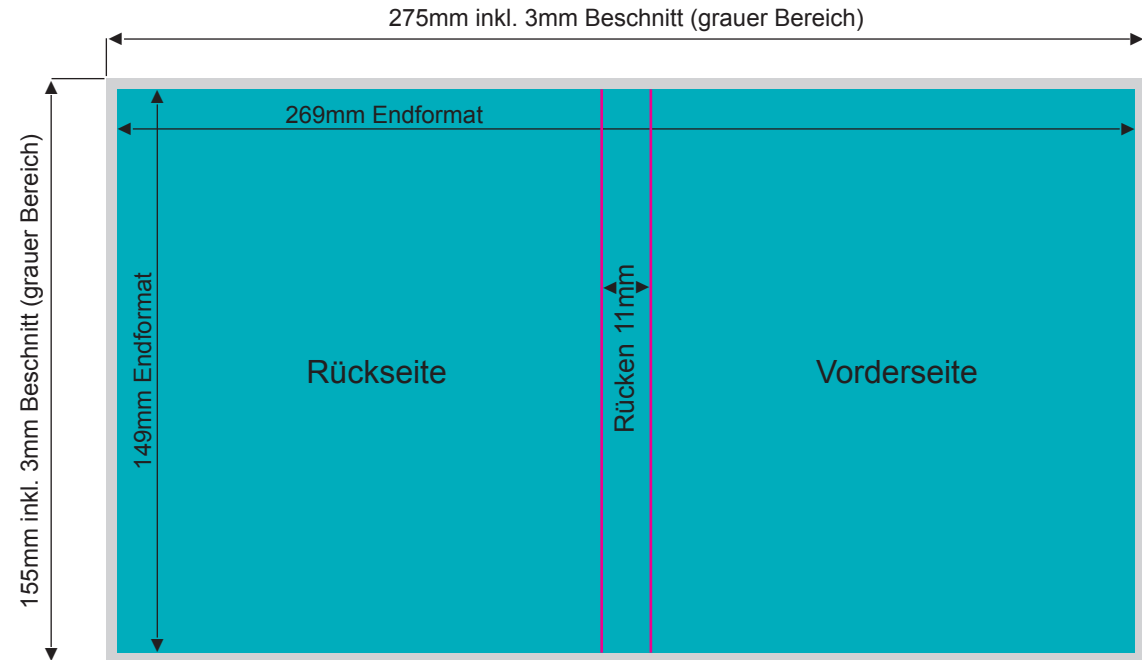 275mm inkl. 3mm Beschnitt (grauer Bereich)
269mm Endformat
155mm inkl. 3mm Beschnitt (grauer Bereich)
149mm Endformat
Rückseite
Rücken 11mm
Vorderseite